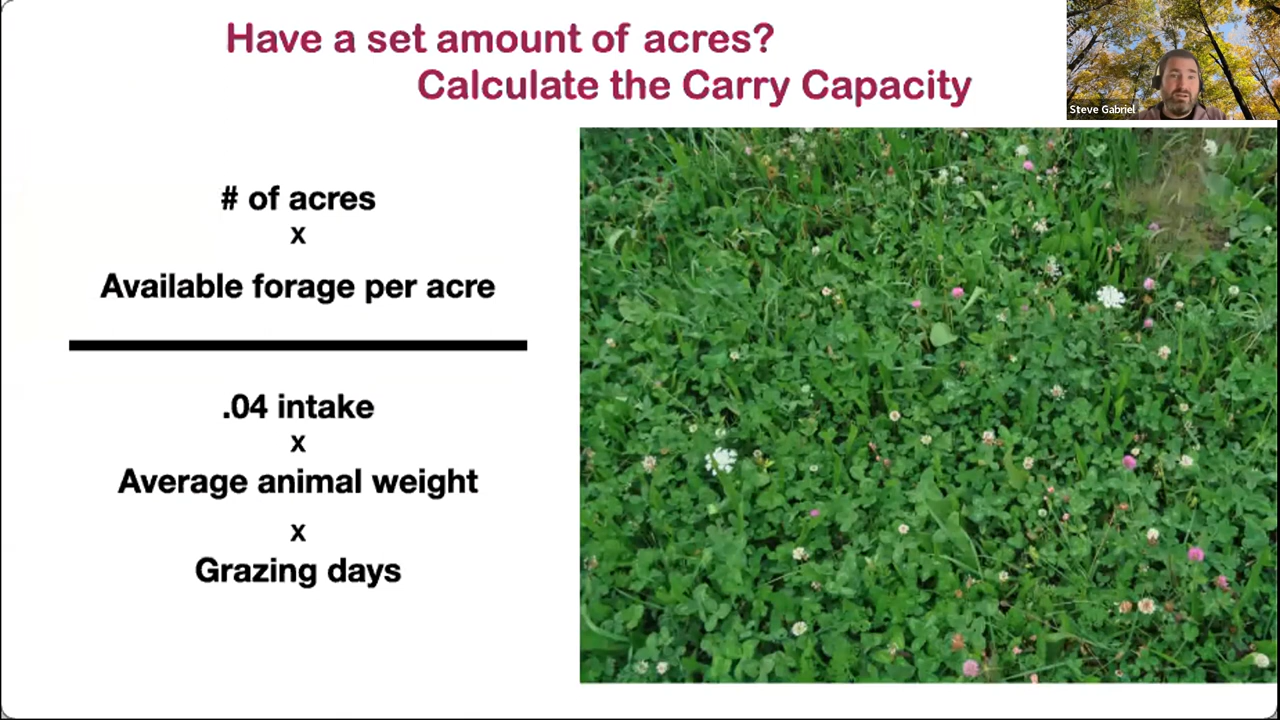 Have a set amount of acres?
Calculate the Carry Capacity
Steve Gabriel
# of acres
x
Available forage per acre
.04 intake
x
Average animal weight
x
Grazing days